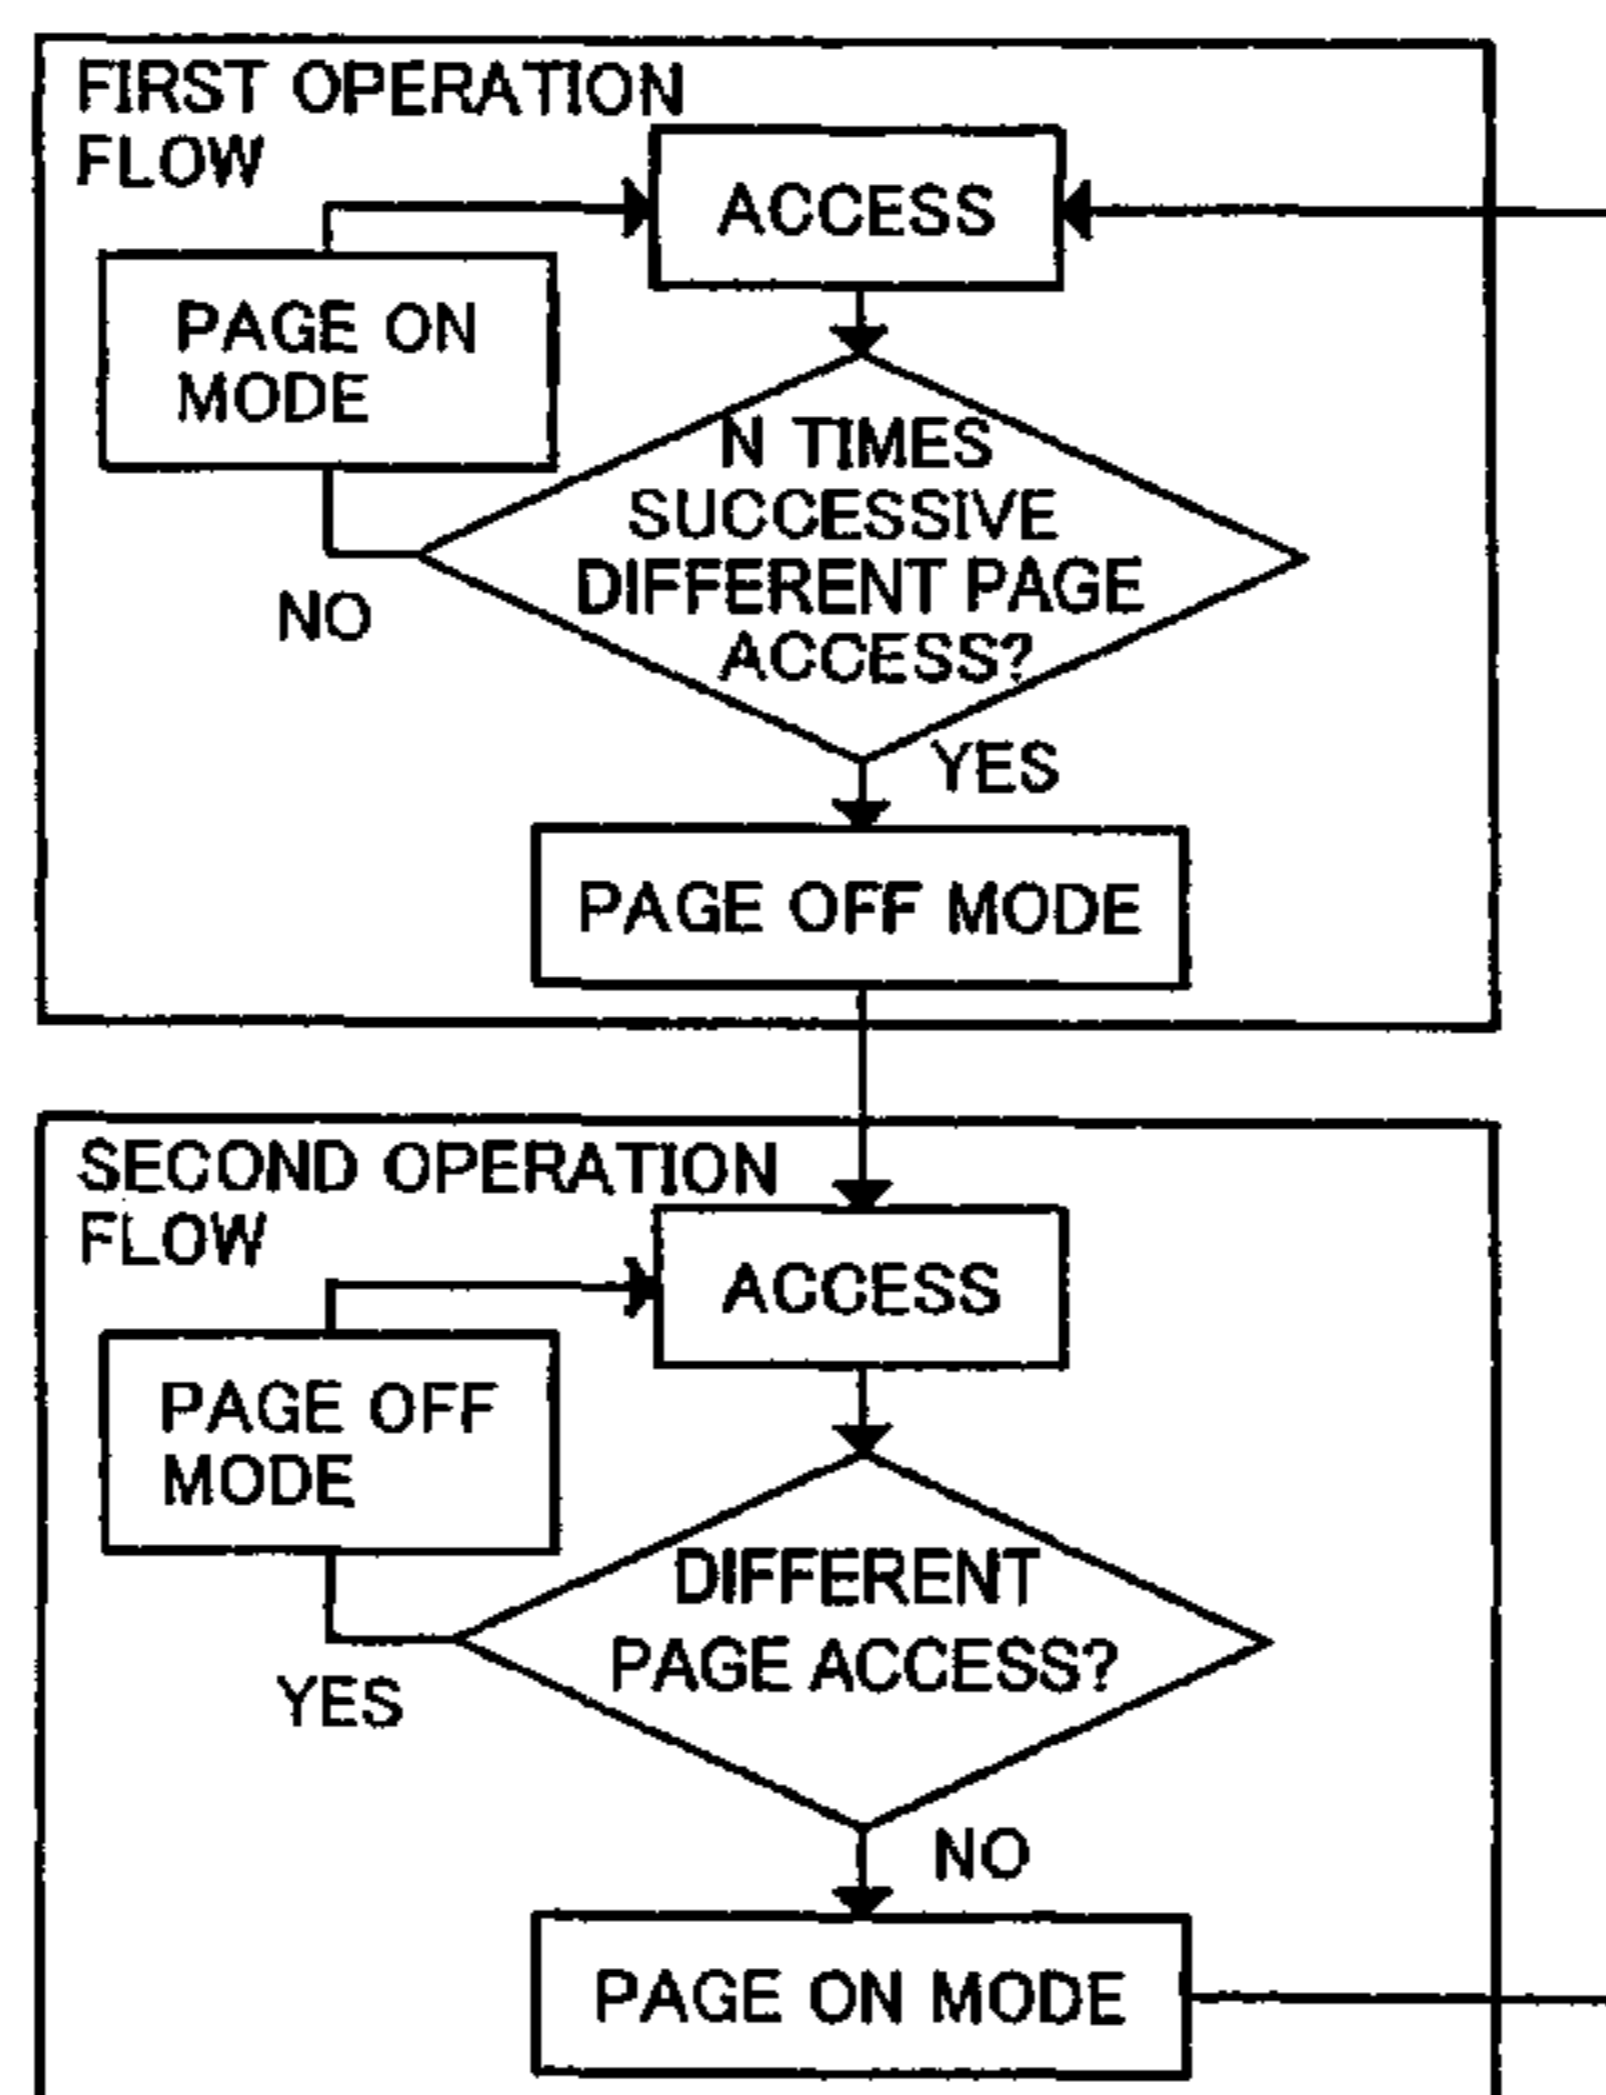 FIRST OPERATION
FLOW
ACCESS
PAGE ON
MODE
N TIMES
SUCCESSIVE
DIFFERENT PAGE
ACCESS?
NO
YES
PAGE OFF MODE
SECOND OPERATION
FLOW
ACCESS
PAGE OFF
MODE
DIFFERENT
PAGE ACCESS?
YES
NO
PAGE ON MODE